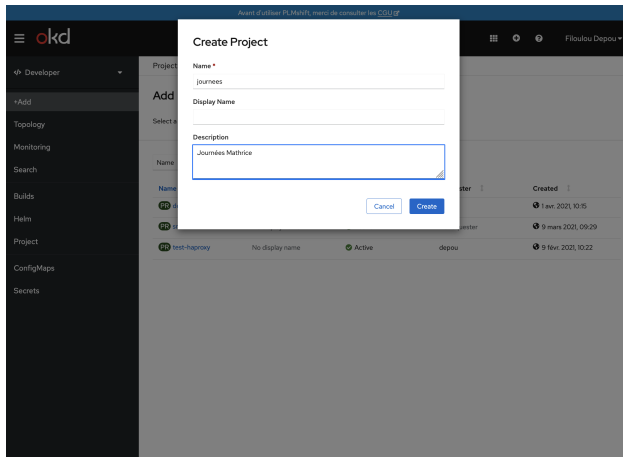 Avant d'utiliser PLMshift, merci de consulter les CGU
okd
Filoulou Depou
Developer
+Add
Topology
Monitoring
Search
Builds
Helm
Project
ConfigMaps
Secrets
Project
Add
Select a
Name
Create Project
Name *
journees
Display Name
Description
Journées Mathrice
Cancel
Create
Name
Created
PR
1 avr. 2021, 10:15
PR
9 mars 2021, 09:29
PR test-haproxy No display name Active depou 9 févr. 2021, 10:22